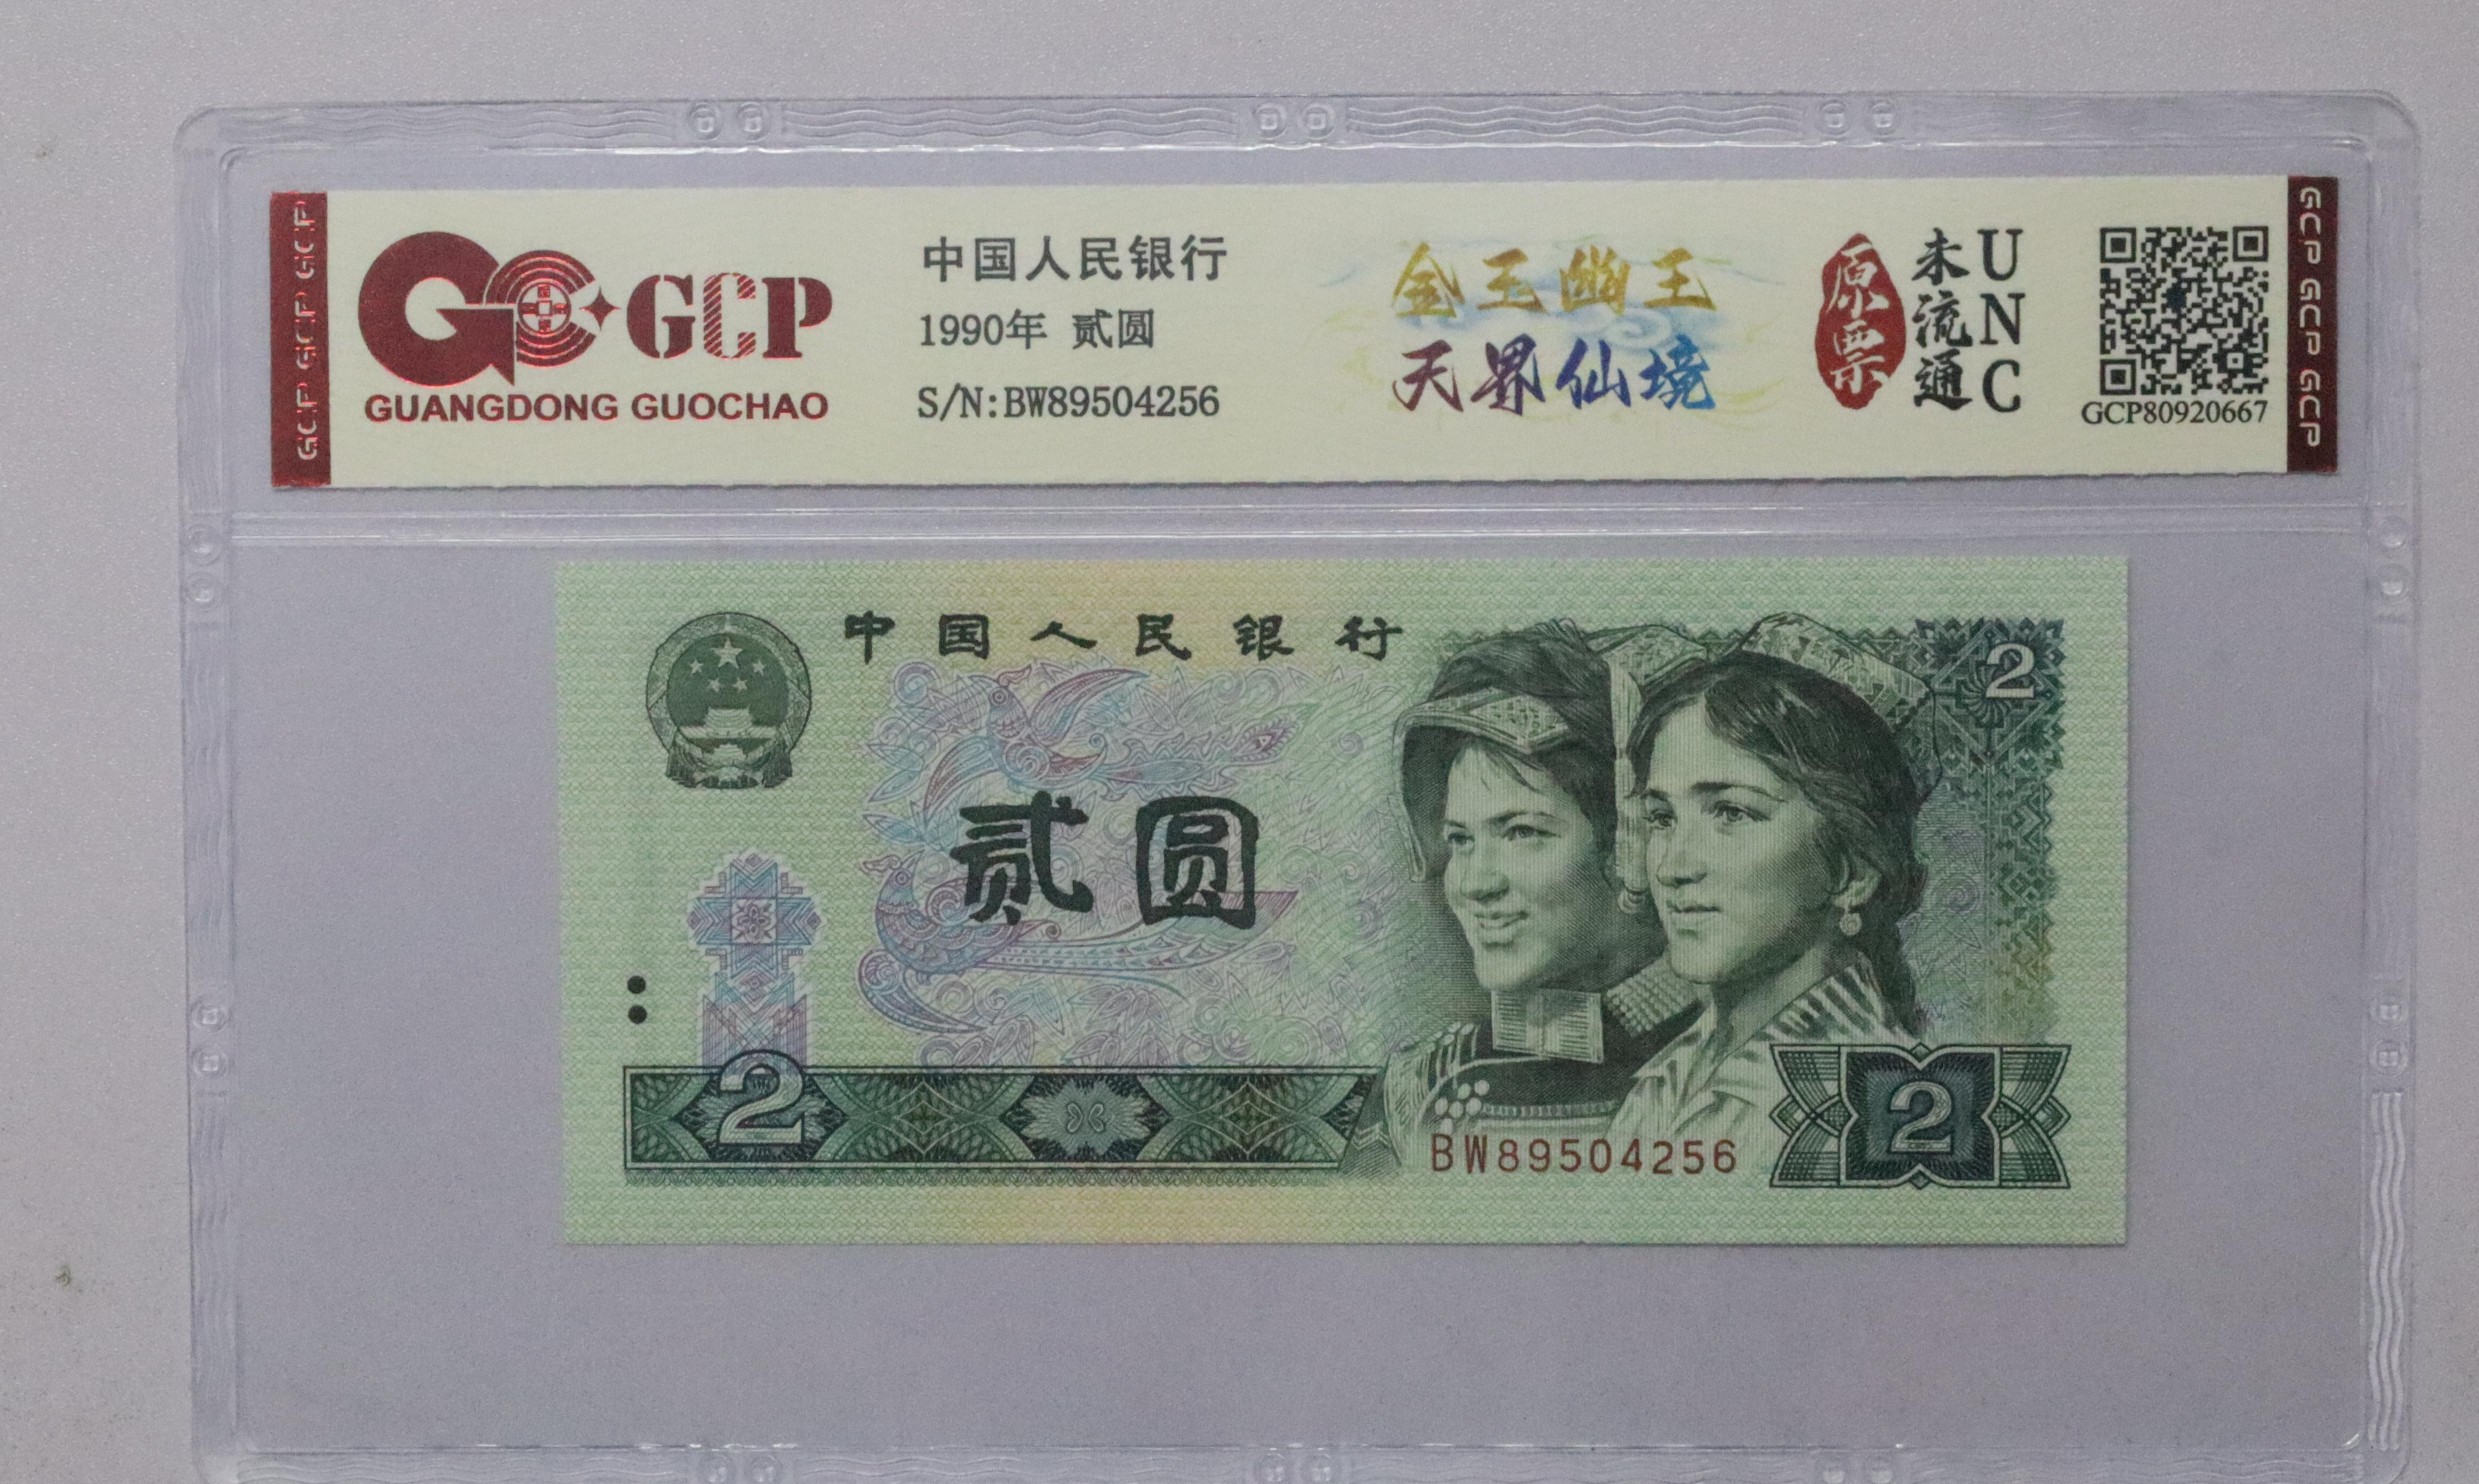 GCP GCP GCP
GCP
GUANGDONG GUOCHAO
中国人民银行
1990年 贰圆
S/N:BW89504256
金玉幽王
天界仙境
原票
未流通
UNC
GCP80920667
GCP GCP GCP
中国人民银行
2
贰圆
2
BW89504256
2